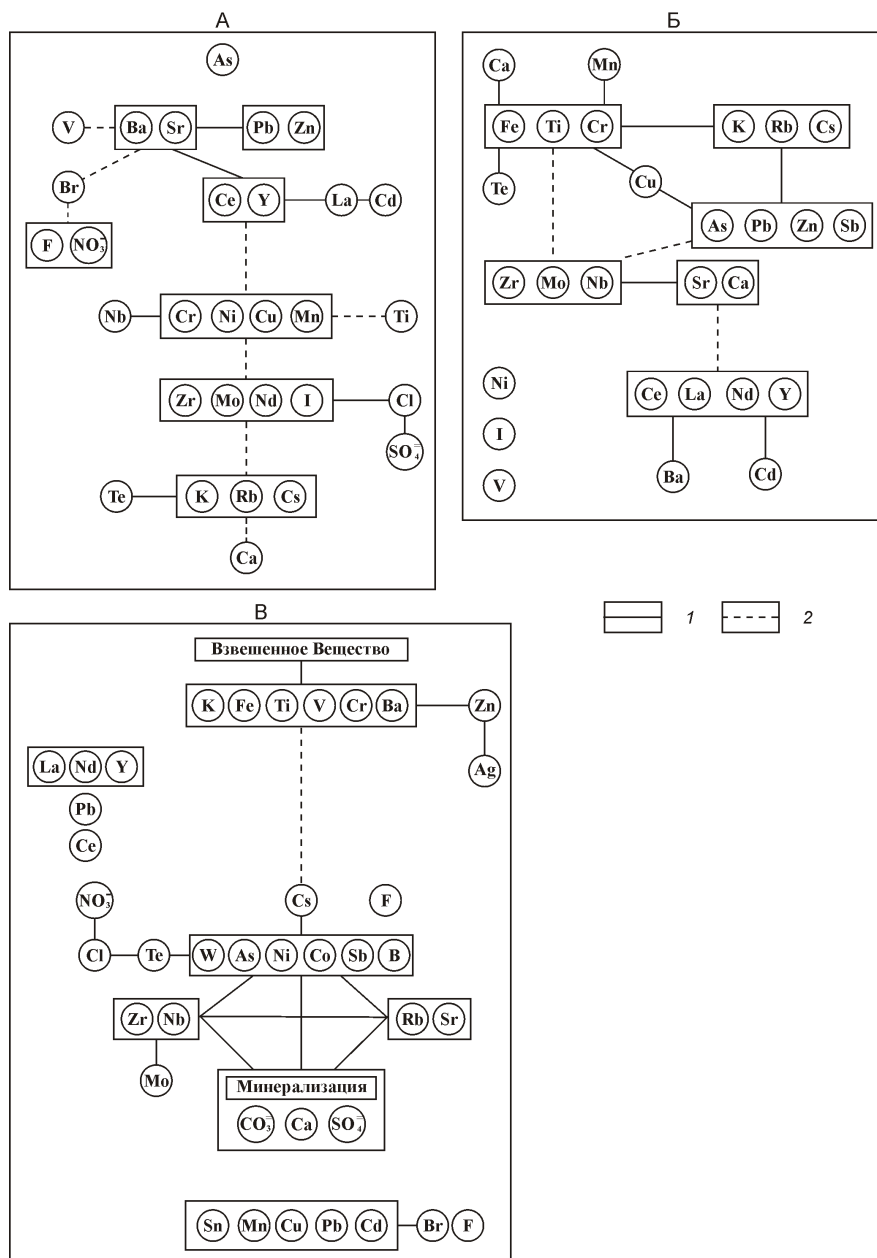 А
As
V Ba Sr Pb Zn
Br
Ce Y La Cd
F NO₃⁻
Nb Cr Ni Cu Mn Ti
Zr Mo Nd I Cl
SO₄⁼
Te K Rb Cs
Ca
Б
Ca Mn
Fe Ti Cr K Rb Cs
Te Cu
As Pb Zn Sb
Zr Mo Nb Sr Ca
Ni
Ce La Nd Y
I
Ba Cd
V
1 2
В
Взвешенное Вещество
K Fe Ti V Cr Ba Zn
La Nd Y Ag
Pb
Ce
NO₃⁻ Cs F
Cl Te W As Ni Co Sb B
Zr Nb Rb Sr
Mo Минерализация
CO₃⁼ Ca SO₄⁼
Sn Mn Cu Pb Cd Br F